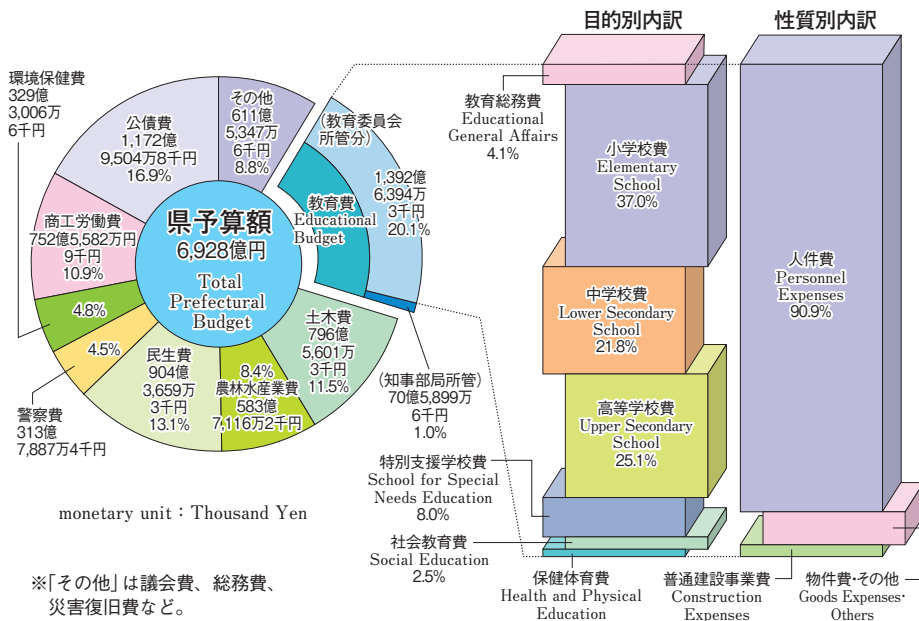 目的別内訳
性質別内訳
環境保健費
329億
3,006万
6千円
公債費
1,172億
9,504万8千円
16.9%
その他
611億
5,347万
6千円
8.8%
(教育委員会
所管分)
1,392億
6,394万
3千円
20.1%
教育費
Educational
Budget
商工労働費
752億5,582万円
9千円
10.9%
県予算額
6,928億円
Total
Prefectural
Budget
4.8%
4.5%
警察費
313億
7,887万4千円
民生費
904億
3,659万
3千円
13.1%
8.4%
農林水産業費
583億
7,116万2千円
土木費
796億
5,601万
3千円
11.5%
(知事部局所管)
70億5,899万
6千円
1.0%
monetary unit：Thousand Yen
※「その他」は議会費、総務費、
災害復旧費など。
教育総務費
Educational
General Affairs
4.1%
小学校費
Elementary
School
37.0%
中学校費
Lower Secondary
School
21.8%
高等学校費
Upper Secondary
School
25.1%
特別支援学校費
School for Special
Needs Education
8.0%
社会教育費
Social Education
2.5%
保健体育費
Health and Physical
Education
人件費
Personnel
Expenses
90.9%
普通建設事業費
Construction
Expenses
物件費・その他
Goods Expenses・
Others